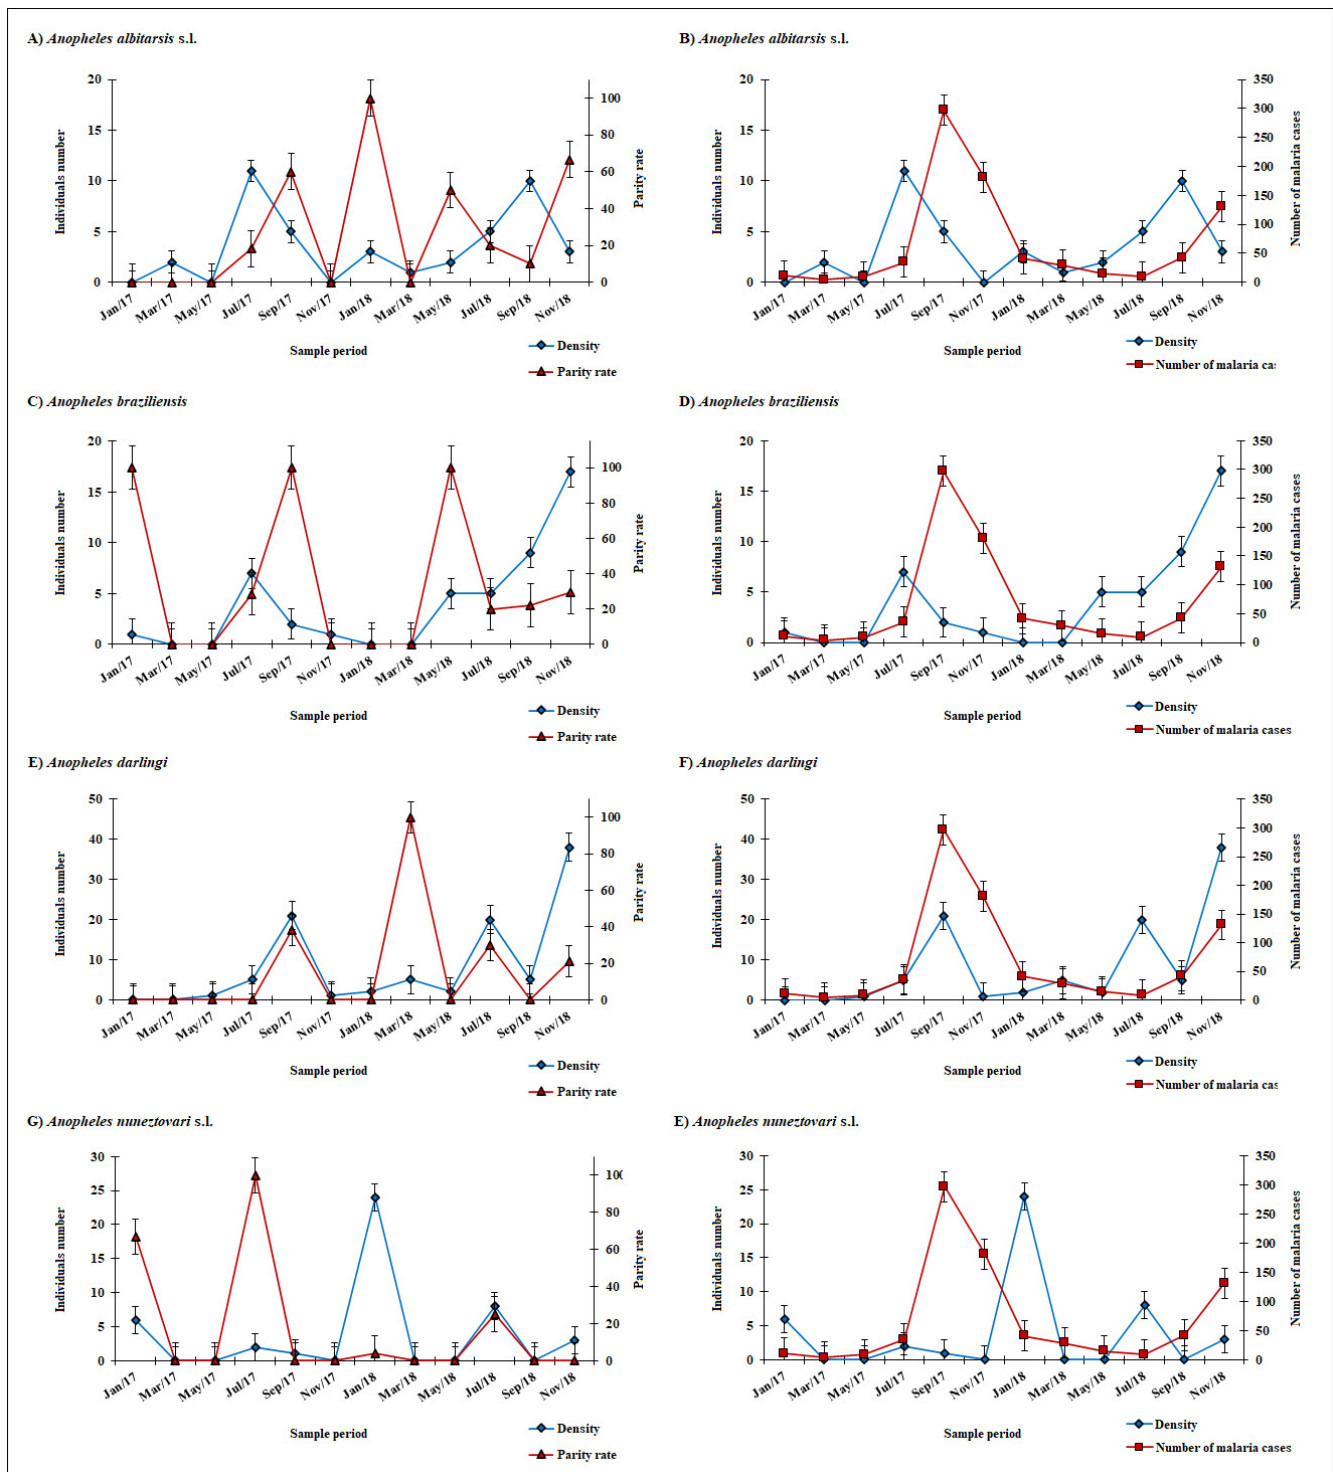 A) Anopheles albitarsis s.l.
Individuals number
20
15
10
5
0
100
80
60
40
20
0
Parity rate
Jan/17 Mar/17 May/17 Jul/17 Sep/17 Nov/17 Jan/18 Mar/18 May/18 Jul/18 Sep/18 Nov/18
Sample period
Density
Parity rate
B) Anopheles albitarsis s.l.
Individuals number
20
15
10
5
0
350
300
250
200
150
100
50
0
Number of malaria cases
Jan/17 Mar/17 May/17 Jul/17 Sep/17 Nov/17 Jan/18 Mar/18 May/18 Jul/18 Sep/18 Nov/18
Sample period
Density
Number of malaria cas
C) Anopheles braziliensis
Individuals number
20
15
10
5
0
100
80
60
40
20
0
Parity rate
Jan/17 Mar/17 May/17 Jul/17 Sep/17 Nov/17 Jan/18 Mar/18 May/18 Jul/18 Sep/18 Nov/18
Sample period
Density
Parity rate
D) Anopheles braziliensis
Individuals number
20
15
10
5
0
350
300
250
200
150
100
50
0
Number of malaria cases
Jan/17 Mar/17 May/17 Jul/17 Sep/17 Nov/17 Jan/18 Mar/18 May/18 Jul/18 Sep/18 Nov/18
Sample period
Density
Number of malaria cases
E) Anopheles darlingi
Individuals number
50
40
30
20
10
0
100
80
60
40
20
0
Parity rate
Jan/17 Mar/17 May/17 Jul/17 Sep/17 Nov/17 Jan/18 Mar/18 May/18 Jul/18 Sep/18 Nov/18
Sample period
Density
Parity rate
F) Anopheles darlingi
Individuals number
50
40
30
20
10
0
350
300
250
200
150
100
50
0
Number of malaria cases
Jan/17 Mar/17 May/17 Jul/17 Sep/17 Nov/17 Jan/18 Mar/18 May/18 Jul/18 Sep/18 Nov/18
Sample period
Density
Number of malaria cas
G) Anopheles nuneztovari s.l.
Individuals number
30
25
20
15
10
5
0
100
80
60
40
20
0
Parity rate
Jan/17 Mar/17 May/17 Jul/17 Sep/17 Nov/17 Jan/18 Mar/18 May/18 Jul/18 Sep/18 Nov/18
Sample period
Density
Parity rate
E) Anopheles nuneztovari s.l.
Individuals number
30
25
20
15
10
5
0
350
300
250
200
150
100
50
0
Number of malaria cases
Jan/17 Mar/17 May/17 Jul/17 Sep/17 Nov/17 Jan/18 Mar/18 May/18 Jul/18 Sep/18 Nov/18
Sample period
Density
Number of malaria cases